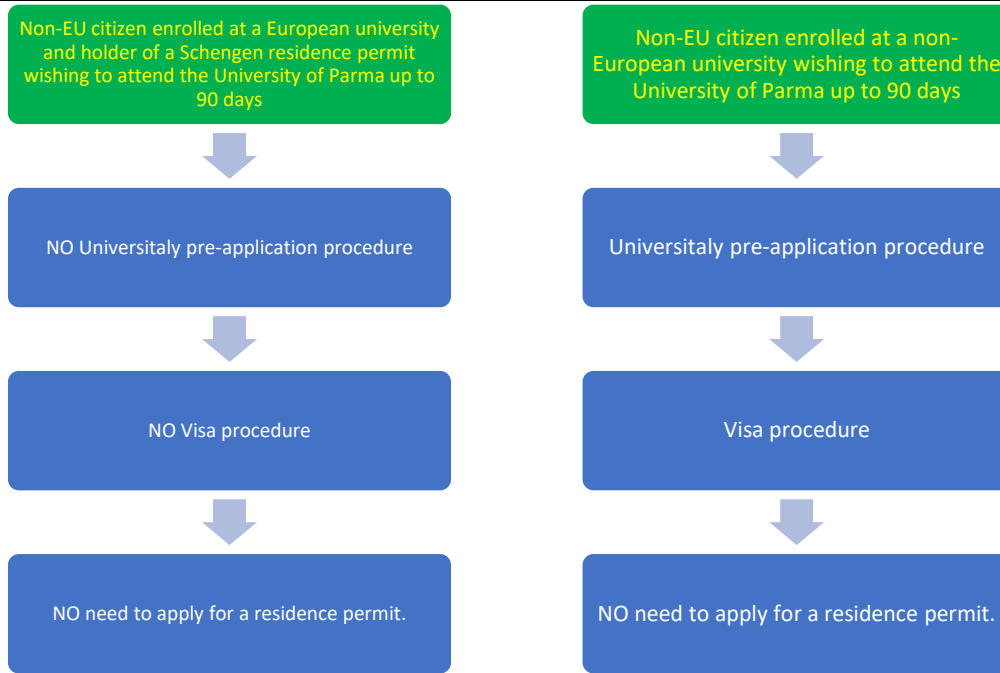 Non-EU citizen enrolled at a European university
and holder of a Schengen residence permit
wishing to attend the University of Parma up to
90 days
NO Universitaly pre-application procedure
NO Visa procedure
NO need to apply for a residence permit.
Non-EU citizen enrolled at a non-
European university wishing to attend the
University of Parma up to 90 days
Universitaly pre-application procedure
Visa procedure
NO need to apply for a residence permit.